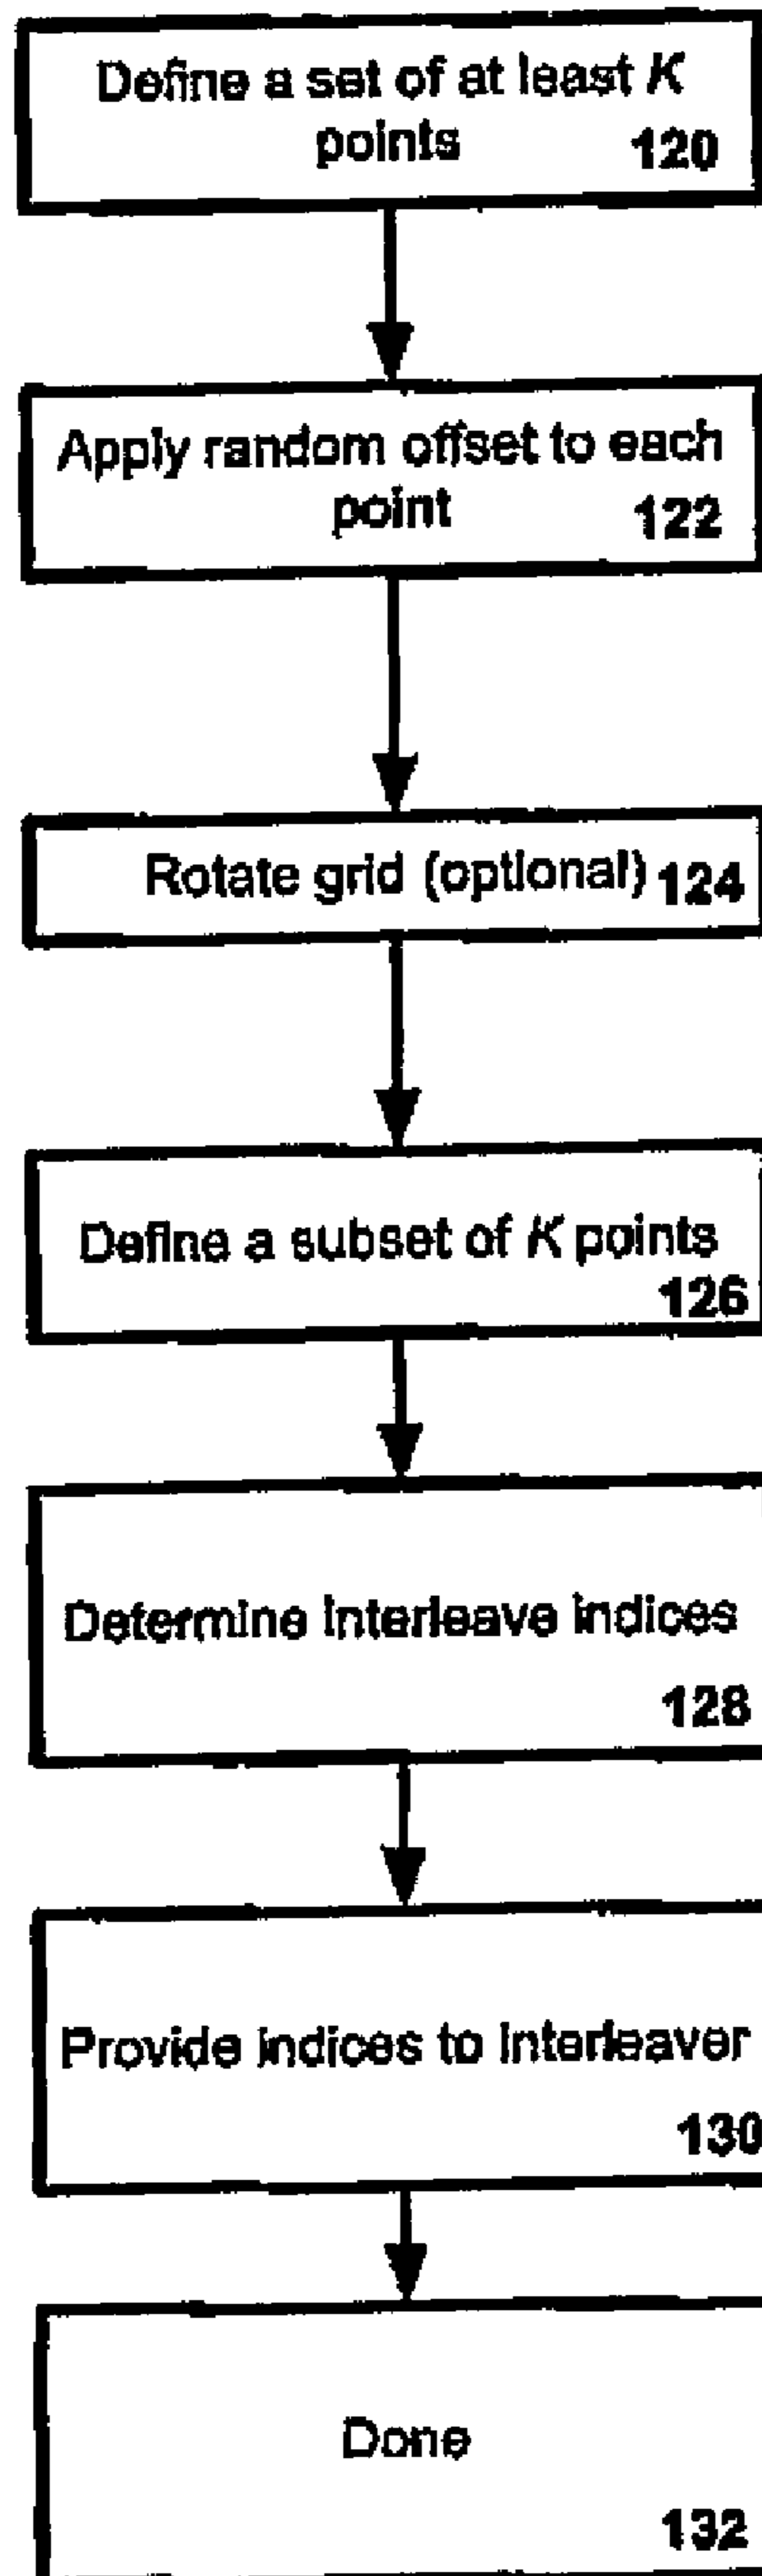 Define a set of at least K
points 120
Apply random offset to each
point 122
Rotate grid (optional) 124
Define a subset of K points
126
Determine interleave indices
128
Provide indices to interleaver
130
Done
132